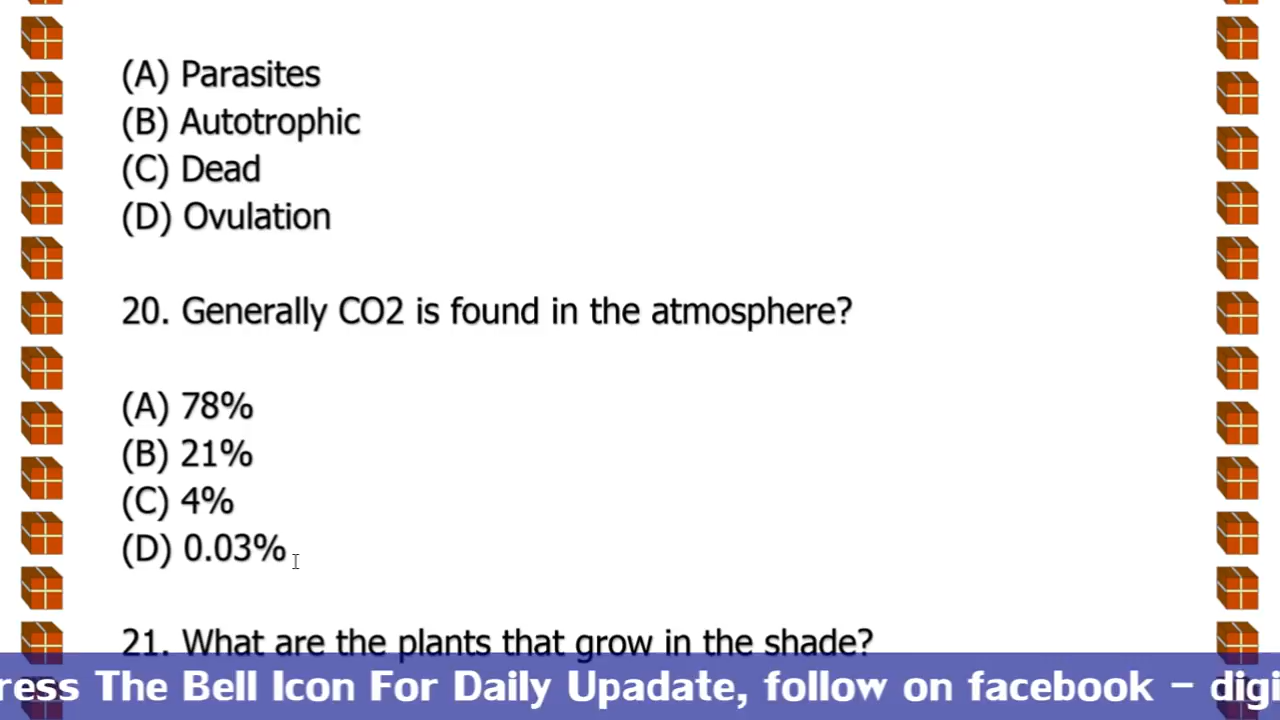 (A) Parasites
(B) Autotrophic
(C) Dead
(D) Ovulation
20. Generally CO2 is found in the atmosphere?
(A) 78%
(B) 21%
(C) 4%
(D) 0.03%
21. What are the plants that grow in the shade?
ress The Bell Icon For Daily Upadate, follow on facebook – digi